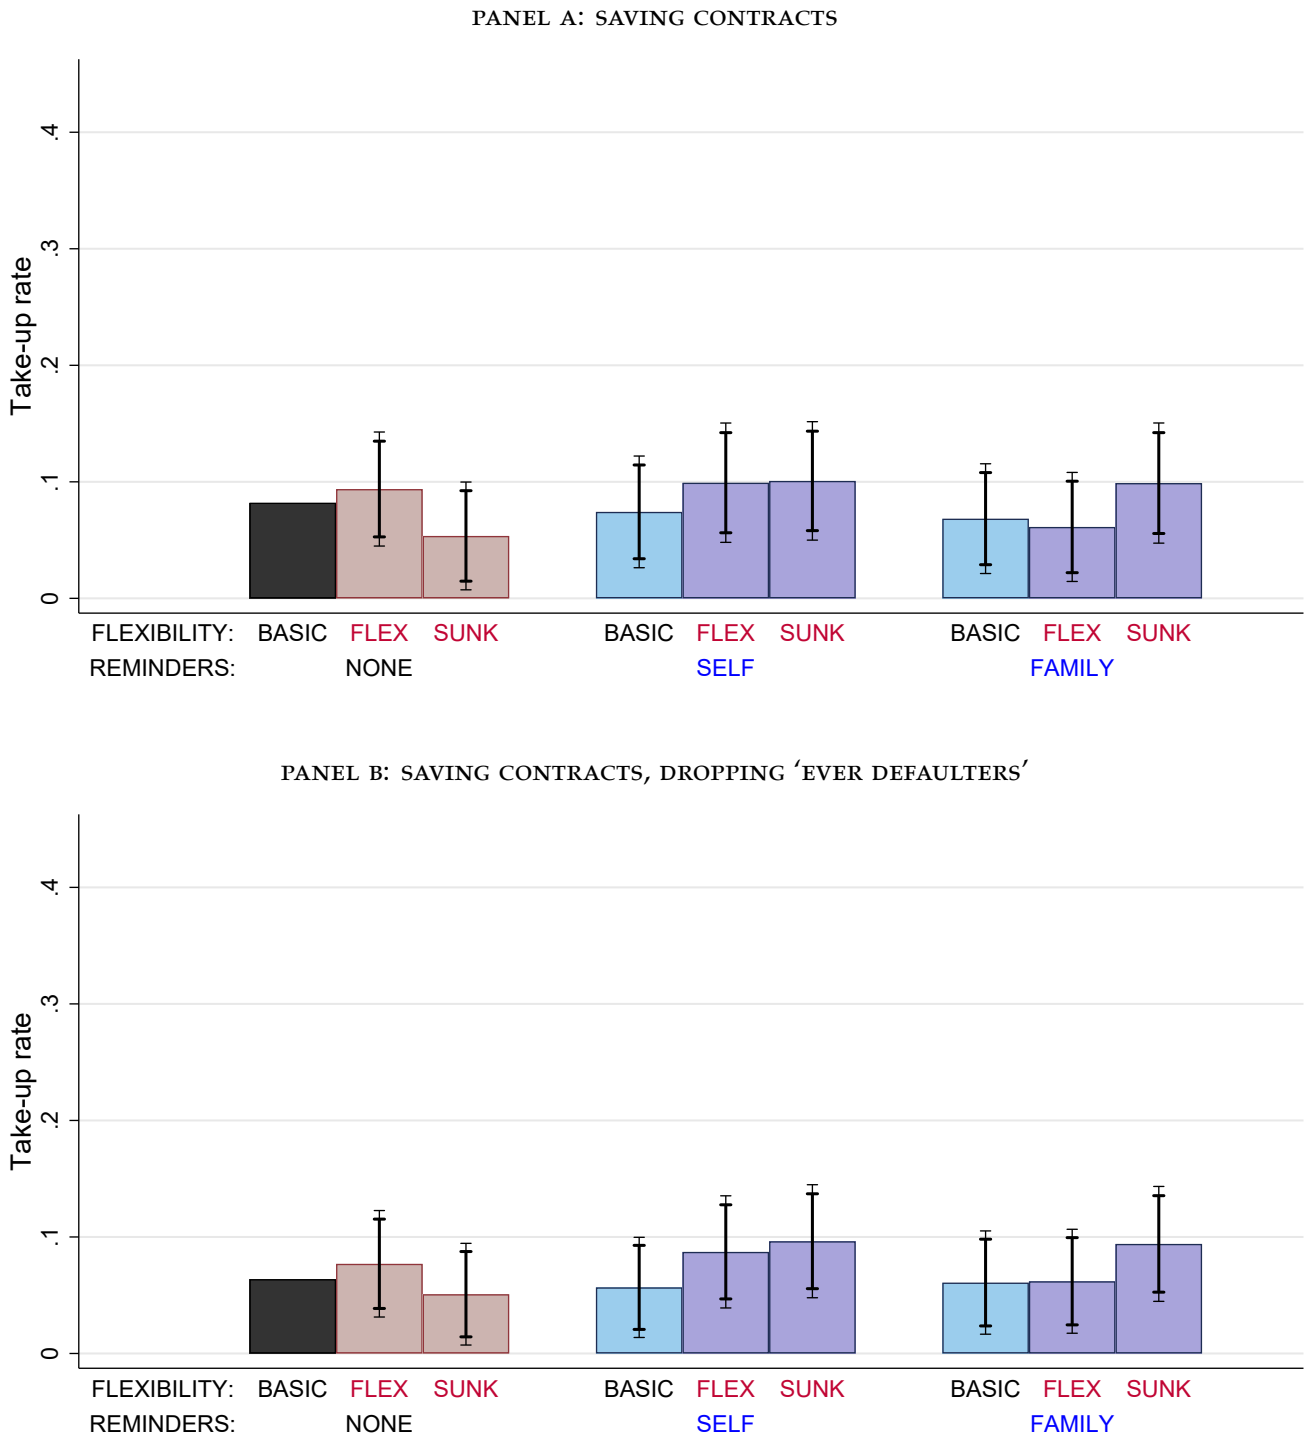 PANEL A: SAVING CONTRACTS
Take-up rate
.4
.3
.2
.1
0
FLEXIBILITY: BASIC FLEX SUNK BASIC FLEX SUNK BASIC FLEX SUNK
REMINDERS: NONE SELF FAMILY
PANEL B: SAVING CONTRACTS, DROPPING ‘EVER DEFAULTERS’
Take-up rate
.4
.3
.2
.1
0
FLEXIBILITY: BASIC FLEX SUNK BASIC FLEX SUNK BASIC FLEX SUNK
REMINDERS: NONE SELF FAMILY